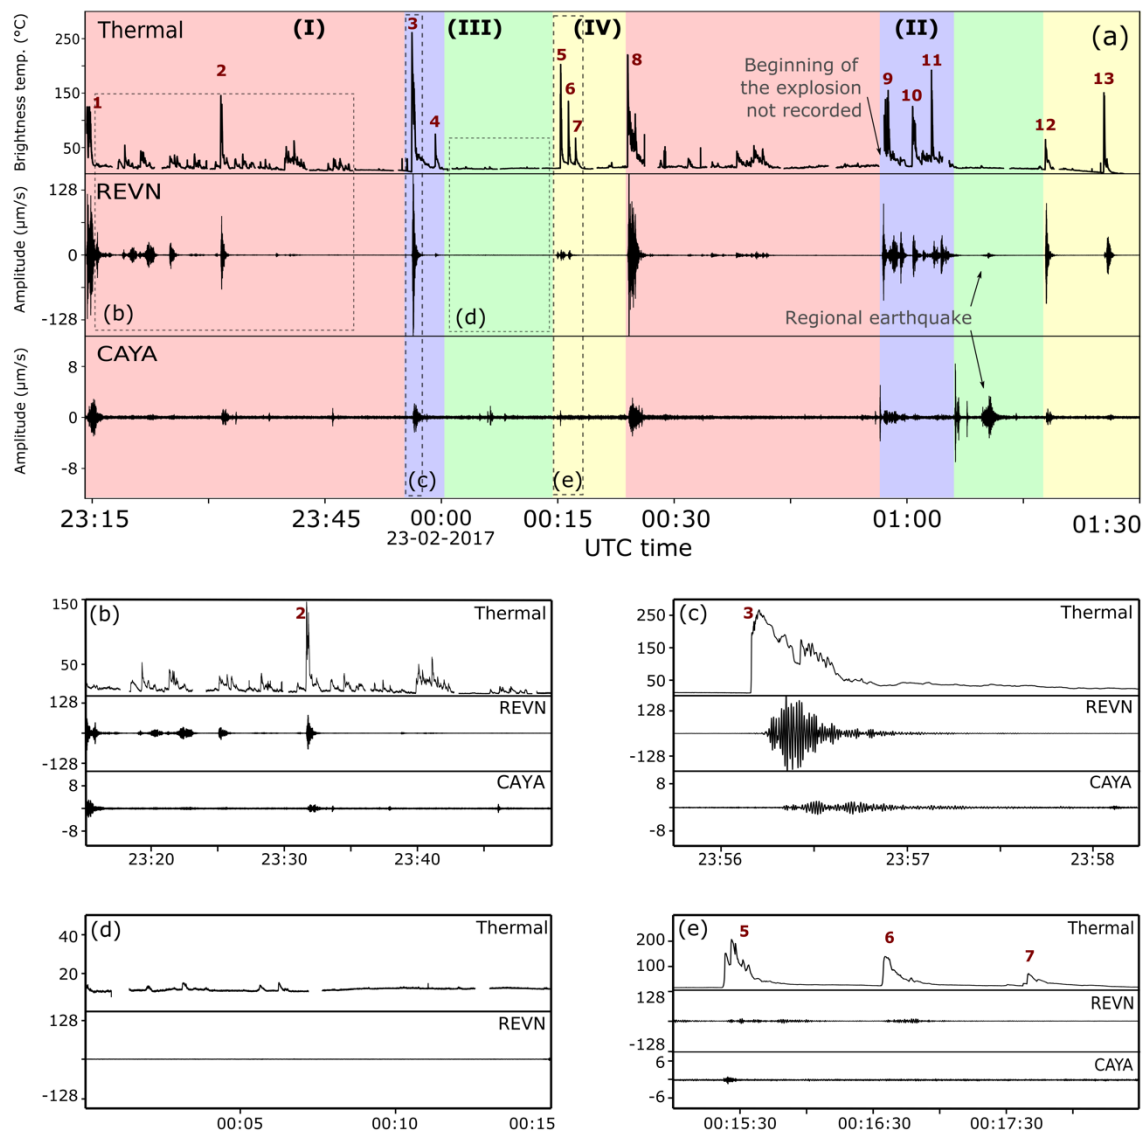 Thermal (I) 3 (III) (IV) (II) (a)
Brightness temp. (°C)
250
150
50
1
2
4
5
6
7
8
9
10
11
12
13
Beginning of
the explosion
not recorded
REVN
Amplitude (μm/s)
128
0
-128
(b)
(d)
Regional earthquake
CAYA
Amplitude (μm/s)
8
0
-8
(c)
(e)
23:15 23:45 00:00 00:15 00:30 01:00 01:30
23-02-2017
UTC time
(b) 2 Thermal
150
50
128 REVN
-128
8 CAYA
-8
23:20 23:30 23:40
(c) 3 Thermal
250
150
50
128 REVN
-128
8 CAYA
-8
23:56 23:57 23:58
(d) Thermal
40
20
128 REVN
-128
00:05 00:10 00:15
(e) 5 6 7 Thermal
200
100
128 REVN
-128
6 CAYA
-6
00:15:30 00:16:30 00:17:30